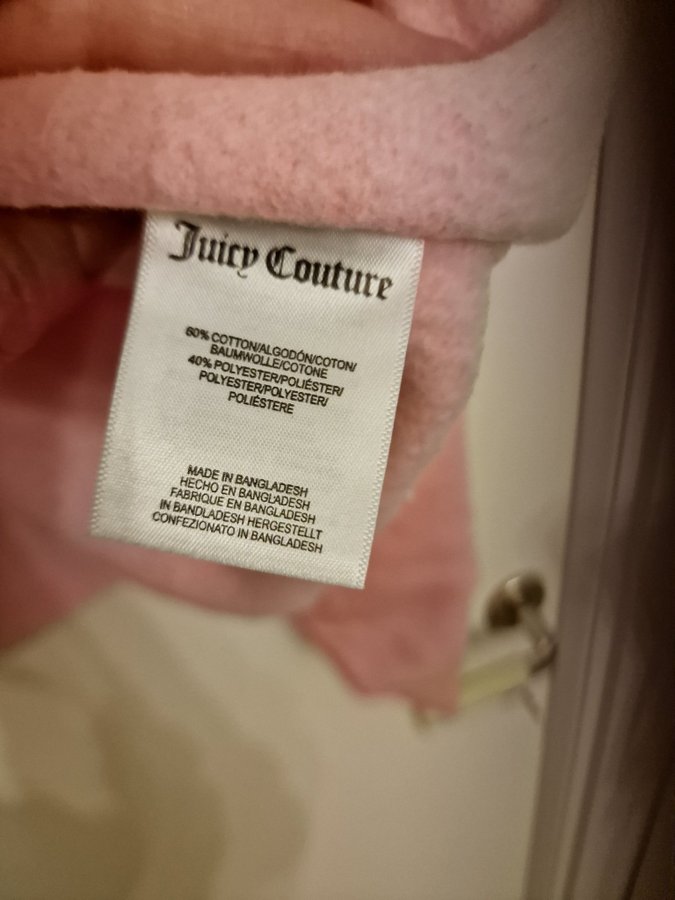 Juicy Couture
60% COTTON/ALGODÓN/COTON/
BAUMWOLLE/COTONE
40% POLYESTER/POLIÉSTER/
POLYESTER/POLYESTER/
POLIÉSTERE
MADE IN BANGLADESH
HECHO EN BANGLADESH
FABRIQUE EN BANGLADESH
IN BANDLADESH HERGESTELLT
CONFEZIONATO IN BANGLADESH